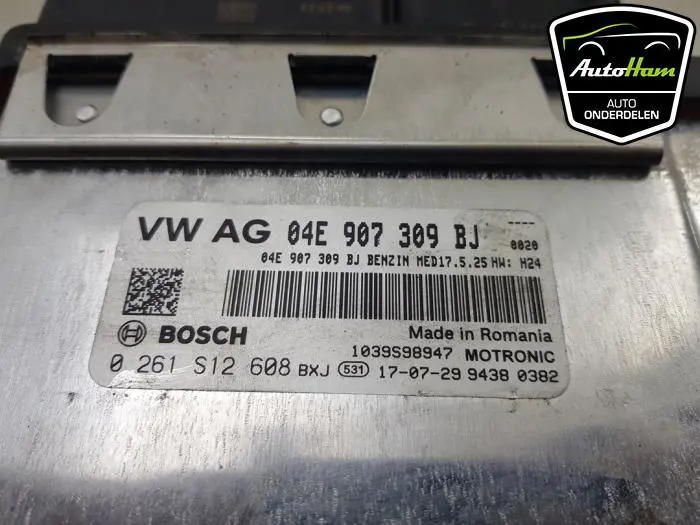 AutoHam
AUTO
ONDERDELEN
VW AG 04E 907 309 BJ
----
0020
04E 907 309 BJ BENZIN MED17.5.25 HW: H24
BOSCH
Made in Romania
1039S98947 MOTRONIC
0 261 S12 608 BXJ 531 17-07-29 9438 0382